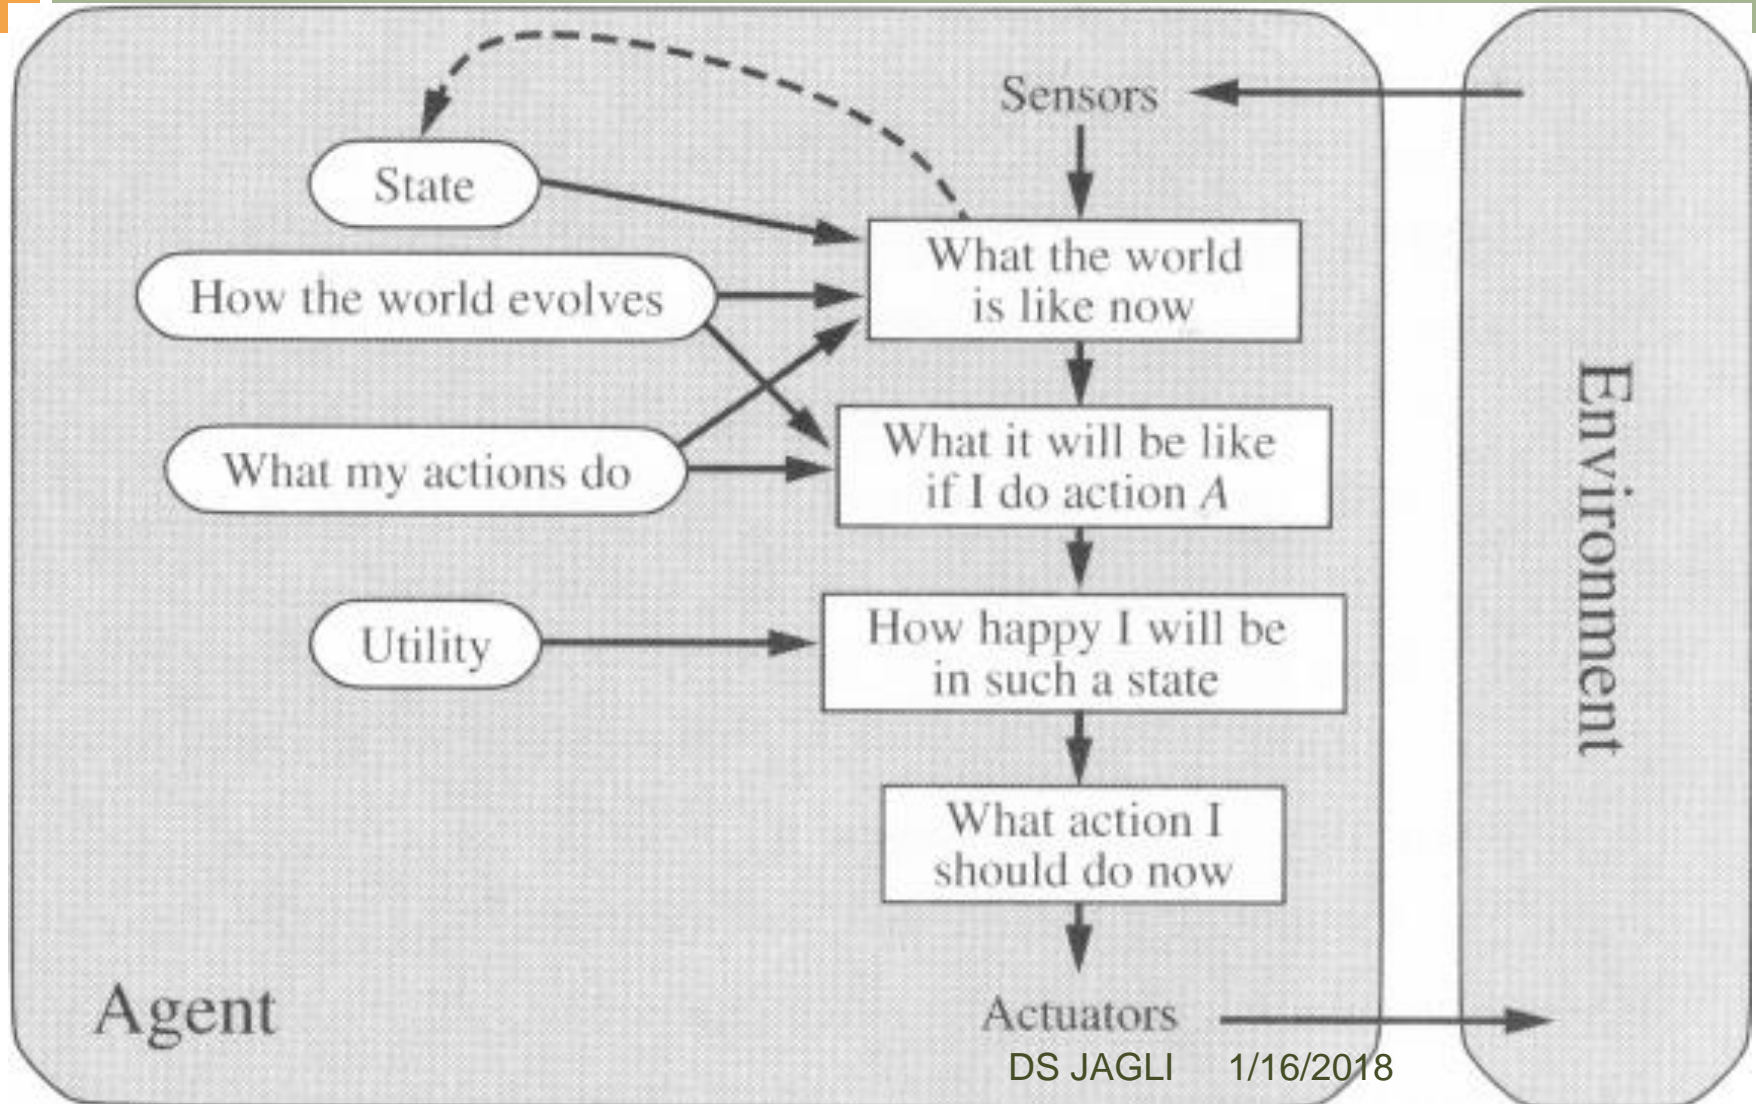 Sensors
State
What the world
is like now
How the world evolves
What my actions do
What it will be like
if I do action A
Utility
How happy I will be
in such a state
What action I
should do now
Agent
Actuators
Environment
DS JAGLI 1/16/2018